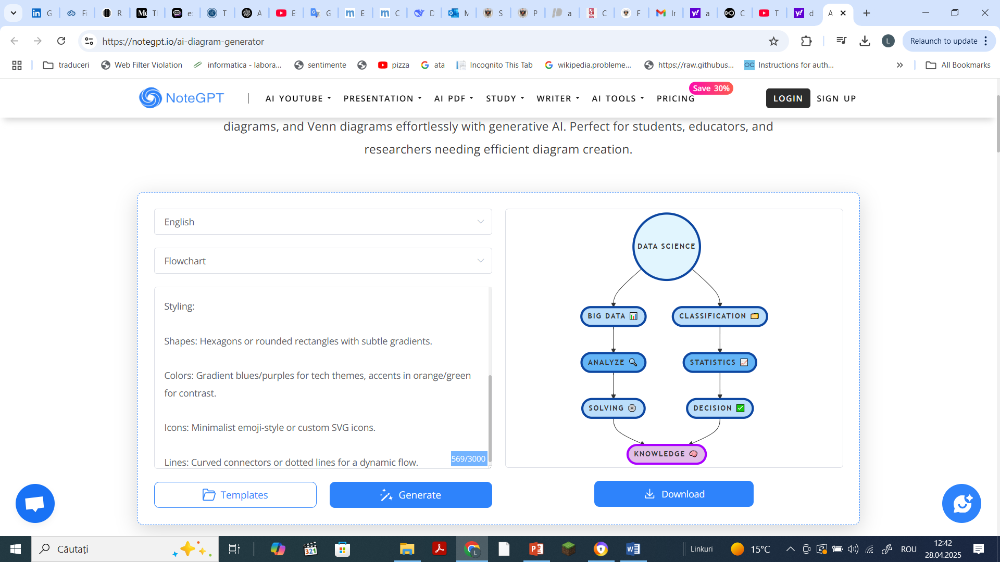 G
Fi
R
Me
TI
e:
T
A
E
G
E
C
D
M
S
P
a
C
F
Ir
a
C
T
d
A
https://notegpt.io/ai-diagram-generator
L
Relaunch to update
traduceri
Web Filter Violation
informatica - labora...
sentimente
pizza
ata
Incognito This Tab
wikipedia.probleme...
https://raw.githubus...
OC
Instructions for auth...
All Bookmarks
NoteGPT
AI YOUTUBE
PRESENTATION
AI PDF
STUDY
WRITER
AI TOOLS
PRICING
Save 30%
LOGIN
SIGN UP
diagrams, and Venn diagrams effortlessly with generative AI. Perfect for students, educators, and
researchers needing efficient diagram creation.
English
Flowchart
Styling:
Shapes: Hexagons or rounded rectangles with subtle gradients.
Colors: Gradient blues/purples for tech themes, accents in orange/green
for contrast.
Icons: Minimalist emoji-style or custom SVG icons.
Lines: Curved connectors or dotted lines for a dynamic flow.
569/3000
Templates
Generate
DATA SCIENCE
BIG DATA
CLASSIFICATION
ANALYZE
STATISTICS
SOLVING
DECISION
KNOWLEDGE
Download
Căutați
321
Linkuri
15°C
ROU
12:42
28.04.2025